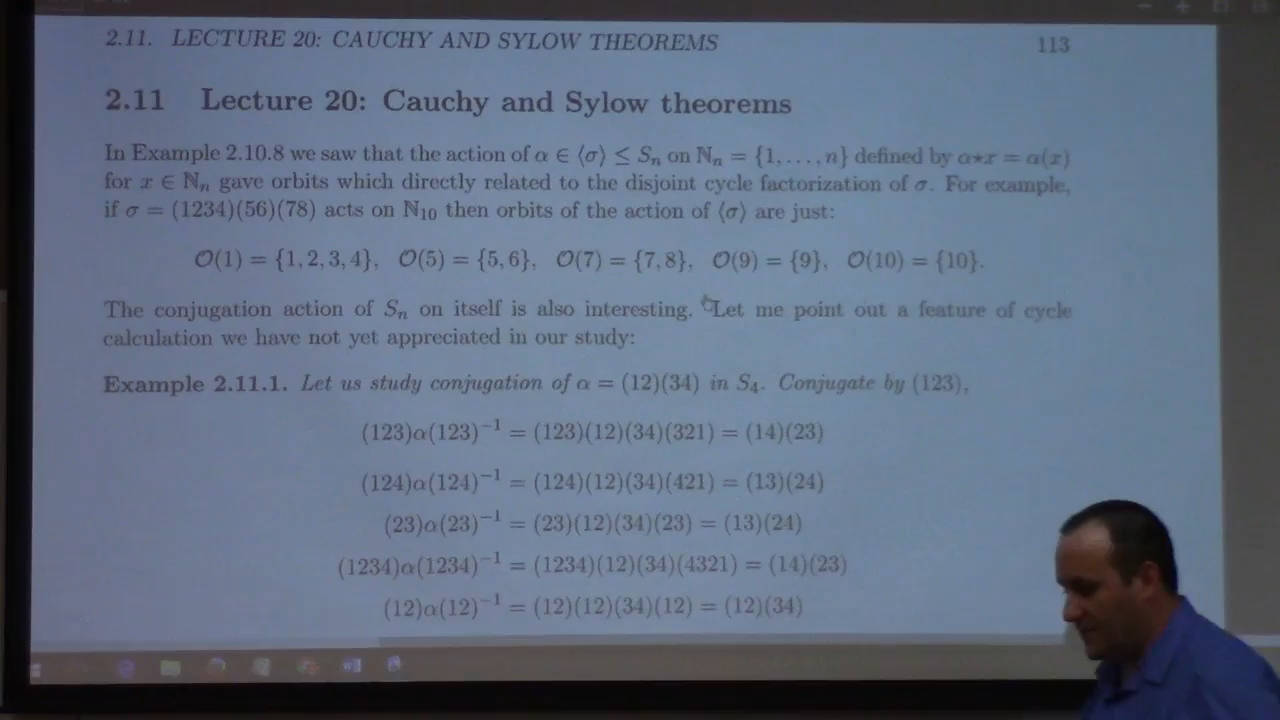 2.11. LECTURE 20: CAUCHY AND SYLOW THEOREMS 113
2.11 Lecture 20: Cauchy and Sylow theorems
In Example 2.10.8 we saw that the action of α ∈ ⟨σ⟩ ≤ Sₙ on ℕₙ = {1, . . . , n} defined by α⋆x = α(x)
for x ∈ ℕₙ gave orbits which directly related to the disjoint cycle factorization of σ. For example,
if σ = (1234)(56)(78) acts on ℕ₁₀ then orbits of the action of ⟨σ⟩ are just:
𝒪(1) = {1, 2, 3, 4}, 𝒪(5) = {5, 6}, 𝒪(7) = {7, 8}, 𝒪(9) = {9}, 𝒪(10) = {10}.
The conjugation action of Sₙ on itself is also interesting. Let me point out a feature of cycle
calculation we have not yet appreciated in our study:
Example 2.11.1. Let us study conjugation of α = (12)(34) in S₄. Conjugate by (123),
(123)α(123)⁻¹ = (123)(12)(34)(321) = (14)(23)
(124)α(124)⁻¹ = (124)(12)(34)(421) = (13)(24)
(23)α(23)⁻¹ = (23)(12)(34)(23) = (13)(24)
(1234)α(1234)⁻¹ = (1234)(12)(34)(4321) = (14)(23)
(12)α(12)⁻¹ = (12)(12)(34)(12) = (12)(34)